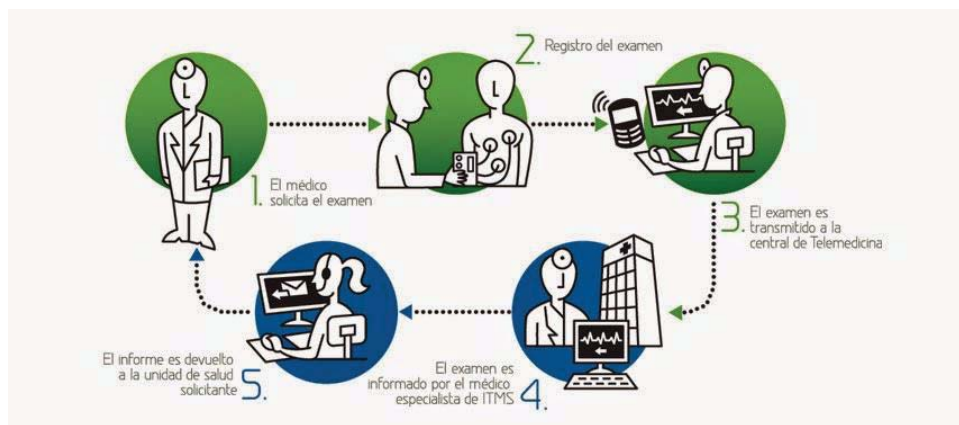 2. Registro del examen
1. El médico
solicita el examen
3. El examen es
transmitido a la
central de Telemedicina
El informe es devuelto
a la unidad de salud
solicitante 5.
El examen es
informado por el médico
especialista de ITMS 4.